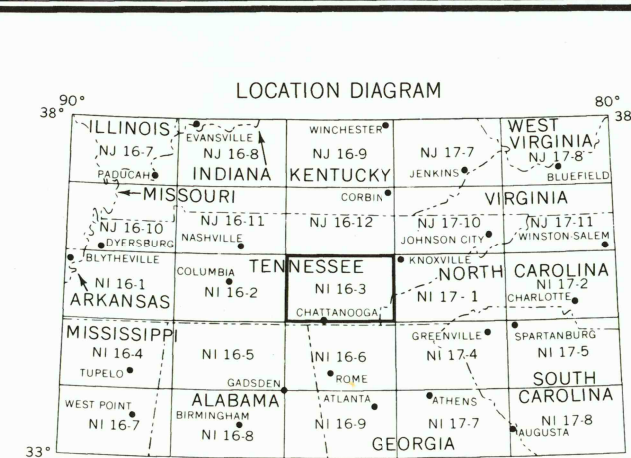 LOCATION DIAGRAM
90° 80°
38° 38
ILLINOIS EVANSVILLE WINCHESTER WEST
VIRGINIA
NJ 16-7 NJ 16-8 NJ 16-9 NJ 17-7 NJ 17-8
PADUCAH INDIANA KENTUCKY JENKINS BLUEFIELD
MISSOURI CORBIN VIRGINIA
NJ 16-10 NJ 16-11 NJ 16-12 NJ 17-10 NJ 17-11
DYERSBURG NASHVILLE JOHNSON CITY WINSTON-SALEM
BLYTHEVILLE TENNESSEE KNOXVILLE
COLUMBIA NORTH CAROLINA
NI 16-1 NI 16-2 NI 16-3 NI 17-1 NI 17-2
ARKANSAS CHATTANOOGA CHARLOTTE
MISSISSIPPI GREENVILLE SPARTANBURG
NI 16-4 NI 16-5 NI 16-6 NI 17-4 NI 17-5
TUPELO GADSDEN ROME SOUTH
CAROLINA
WEST POINT ALABAMA ATLANTA ATHENS
BIRMINGHAM
NI 16-7 NI 16-8 NI 16-9 NI 17-7 NI 17-8
GEORGIA AUGUSTA
33°